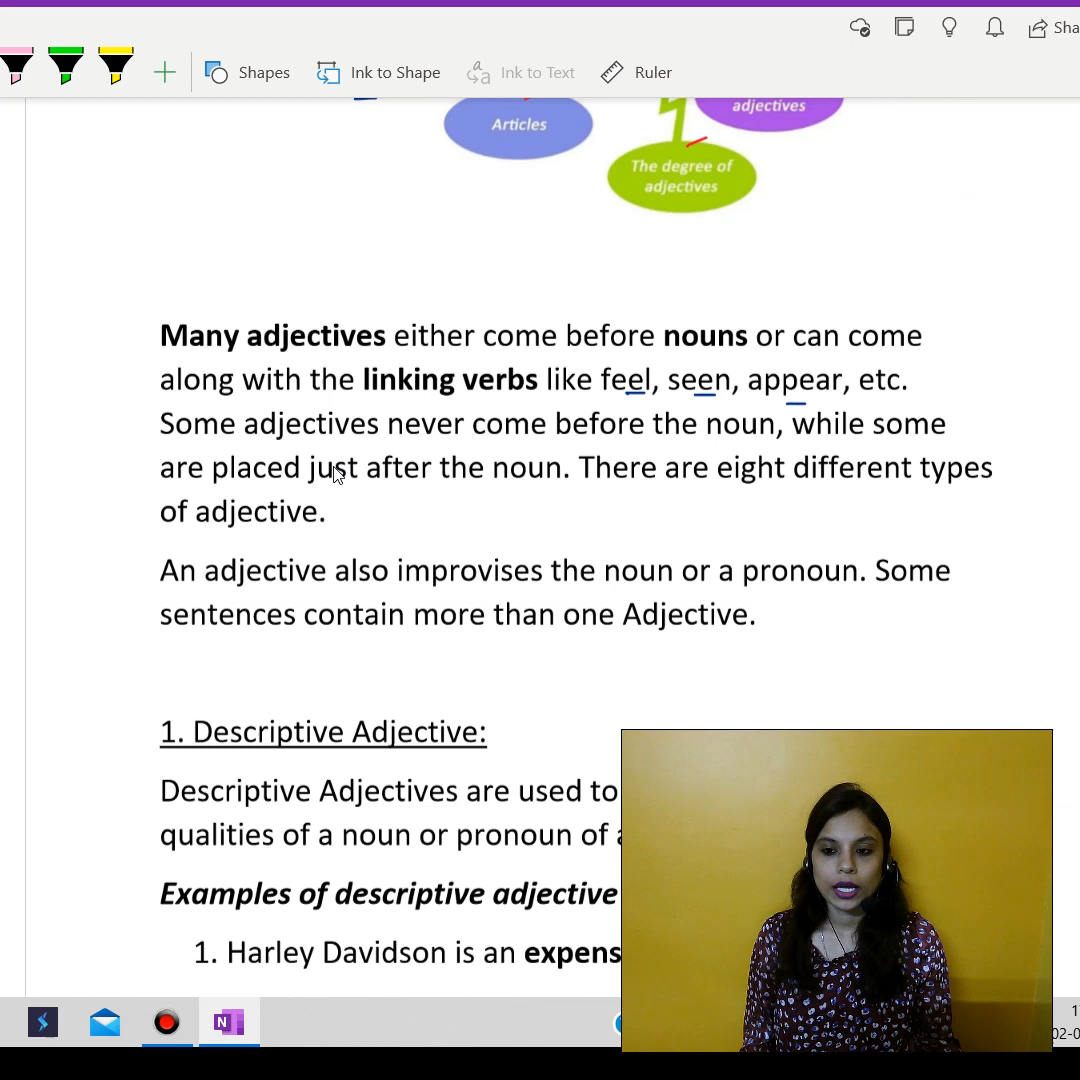 Sha
Shapes
Ink to Shape
Ink to Text
Ruler
adjectives
Articles
The degree of
adjectives
Many adjectives either come before nouns or can come
along with the linking verbs like feel, seen, appear, etc.
Some adjectives never come before the noun, while some
are placed just after the noun. There are eight different types
of adjective.
An adjective also improvises the noun or a pronoun. Some
sentences contain more than one Adjective.
1. Descriptive Adjective:
Descriptive Adjectives are used to
qualities of a noun or pronoun of
Examples of descriptive adjective
1. Harley Davidson is an expens
N
02-0